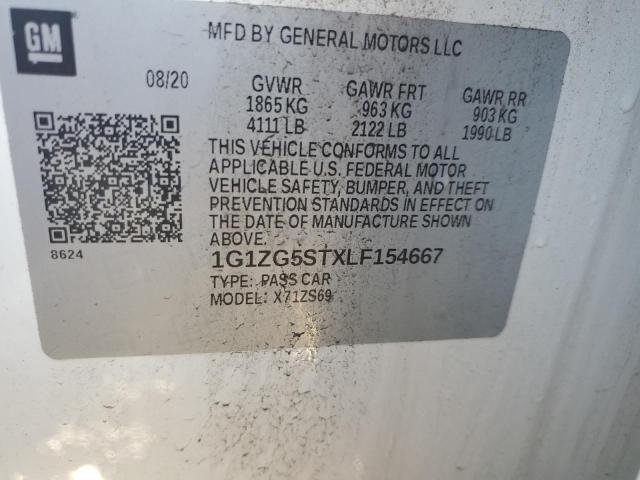 GM
MFD BY GENERAL MOTORS LLC
08/20
GVWR GAWR FRT GAWR RR
1865 KG 963 KG 903 KG
4111 LB 2122 LB 1990 LB
THIS VEHICLE CONFORMS TO ALL
APPLICABLE U.S. FEDERAL MOTOR
VEHICLE SAFETY, BUMPER, AND THEFT
PREVENTION STANDARDS IN EFFECT ON
THE DATE OF MANUFACTURE SHOWN
ABOVE.
8624
1G1ZG5STXLF154667
TYPE: PASS CAR
MODEL: X71ZS69